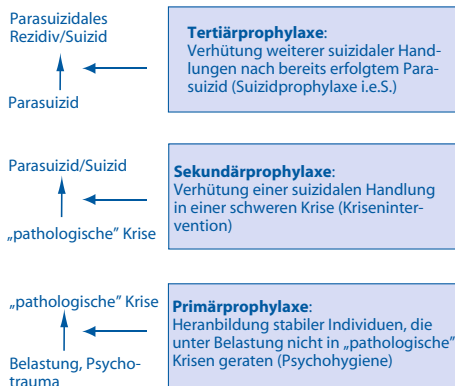 Parasuizidales
Rezidiv/Suizid
Parasuizid
Tertiärprophylaxe:
Verhütung weiterer suizidaler Hand-
lungen nach bereits erfolgtem Para-
suizid (Suizidprophylaxe i.e.S.)
Parasuizid/Suizid
„pathologische” Krise
Sekundärprophylaxe:
Verhütung einer suizidalen Handlung
in einer schweren Krise (Kriseninter-
vention)
„pathologische” Krise
Belastung, Psycho-
trauma
Primärprophylaxe:
Heranbildung stabiler Individuen, die
unter Belastung nicht in „pathologische”
Krisen geraten (Psychohygiene)